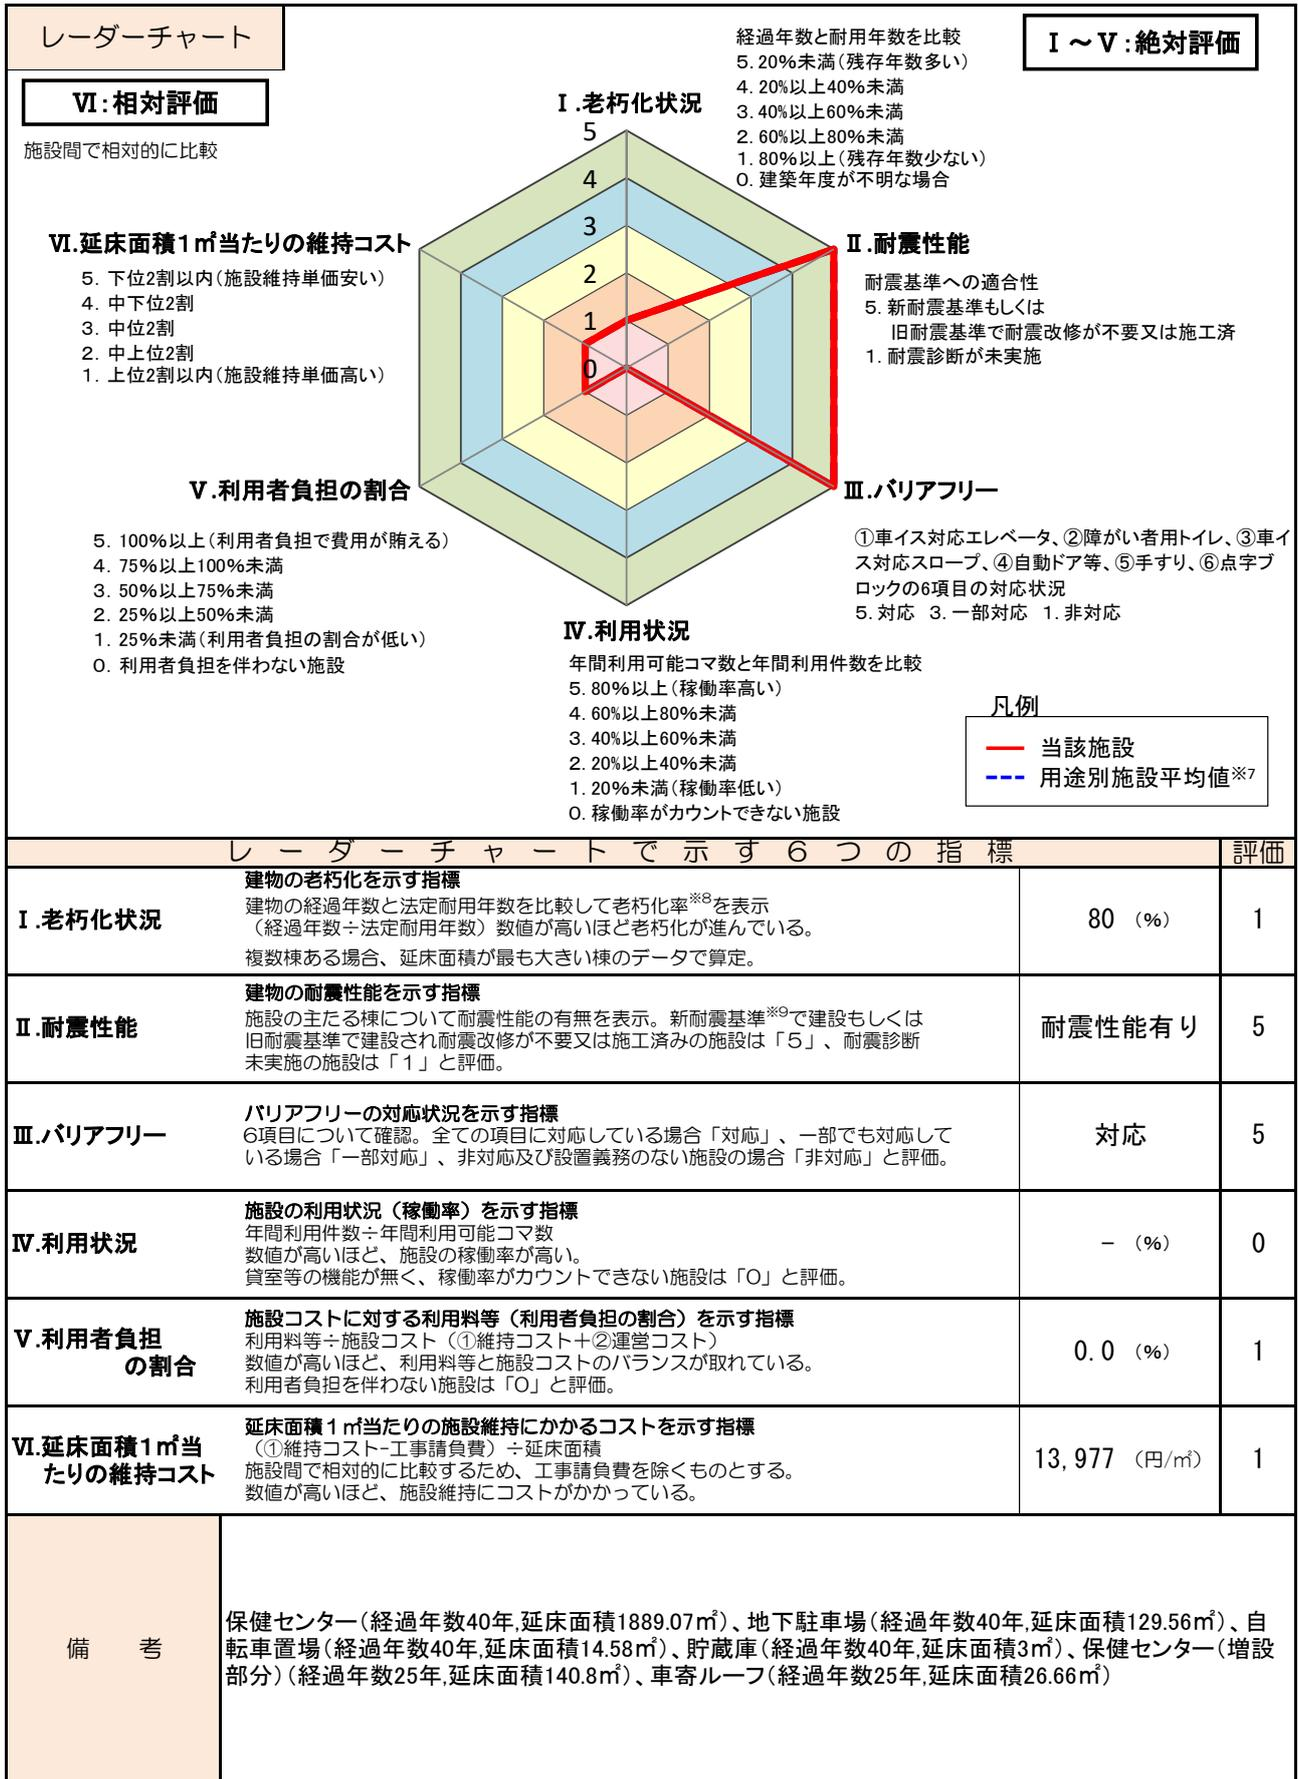 レーダーチャート
Ⅰ～Ⅴ：絶対評価
Ⅵ：相対評価
施設間で相対的に比較
Ⅰ.老朽化状況
経過年数と耐用年数を比較
5. 20％未満（残存年数多い）
4. 20％以上40％未満
3. 40％以上60％未満
2. 60％以上80％未満
1. 80％以上（残存年数少ない）
0. 建築年度が不明な場合
5
4
3
2
1
0
Ⅱ.耐震性能
耐震基準への適合性
5. 新耐震基準もしくは
旧耐震基準で耐震改修が不要又は施工済
1. 耐震診断が未実施
Ⅵ.延床面積1㎡当たりの維持コスト
5. 下位2割以内（施設維持単価安い）
4. 中下位2割
3. 中位2割
2. 中上位2割
1. 上位2割以内（施設維持単価高い）
Ⅴ.利用者負担の割合
5. 100％以上（利用者負担で費用が賄える）
4. 75％以上100％未満
3. 50％以上75％未満
2. 25％以上50％未満
1. 25％未満（利用者負担の割合が低い）
0. 利用者負担を伴わない施設
Ⅲ.バリアフリー
①車イス対応エレベータ、②障がい者用トイレ、③車イ
ス対応スロープ、④自動ドア等、⑤手すり、⑥点字ブ
ロックの6項目の対応状況
5. 対応 3. 一部対応 1. 非対応
Ⅳ.利用状況
年間利用可能コマ数と年間利用件数を比較
5. 80％以上（稼働率高い）
4. 60％以上80％未満
3. 40％以上60％未満
2. 20％以上40％未満
1. 20％未満（稼働率低い）
0. 稼働率がカウントできない施設
凡例
当該施設
用途別施設平均値※7
レーダーチャートで示す６つの指標 評価
Ⅰ.老朽化状況
建物の老朽化を示す指標
建物の経過年数と法定耐用年数を比較して老朽化率※8を表示
（経過年数÷法定耐用年数）数値が高いほど老朽化が進んでいる。
複数棟ある場合、延床面積が最も大きい棟のデータで算定。
80 （%） 1
Ⅱ.耐震性能
建物の耐震性能を示す指標
施設の主たる棟について耐震性能の有無を表示。新耐震基準※9で建設もしくは
旧耐震基準で建設され耐震改修が不要又は施工済みの施設は「５」、耐震診断
未実施の施設は「１」と評価。
耐震性能有り 5
Ⅲ.バリアフリー
バリアフリーの対応状況を示す指標
6項目について確認。全ての項目に対応している場合「対応」、一部でも対応して
いる場合「一部対応」、非対応及び設置義務のない施設の場合「非対応」と評価。
対応 5
Ⅳ.利用状況
施設の利用状況（稼働率）を示す指標
年間利用件数÷年間利用可能コマ数
数値が高いほど、施設の稼働率が高い。
貸室等の機能が無く、稼働率がカウントできない施設は「0」と評価。
－ （%） 0
Ⅴ.利用者負担
の割合
施設コストに対する利用料等（利用者負担の割合）を示す指標
利用料等÷施設コスト（①維持コスト＋②運営コスト）
数値が高いほど、利用料等と施設コストのバランスが取れている。
利用者負担を伴わない施設は「0」と評価。
0.0 （%） 1
Ⅵ.延床面積1㎡当
たりの維持コスト
延床面積１㎡当たりの施設維持にかかるコストを示す指標
（①維持コスト−工事請負費）÷延床面積
施設間で相対的に比較するため、工事請負費を除くものとする。
数値が高いほど、施設維持にコストがかかっている。
13,977 （円/㎡） 1
備 考
保健センター（経過年数40年,延床面積1889.07㎡）、地下駐車場（経過年数40年,延床面積129.56㎡）、自
転車置場（経過年数40年,延床面積14.58㎡）、貯蔵庫（経過年数40年,延床面積3㎡）、保健センター（増設
部分）（経過年数25年,延床面積140.8㎡）、車寄ルーフ（経過年数25年,延床面積26.66㎡）